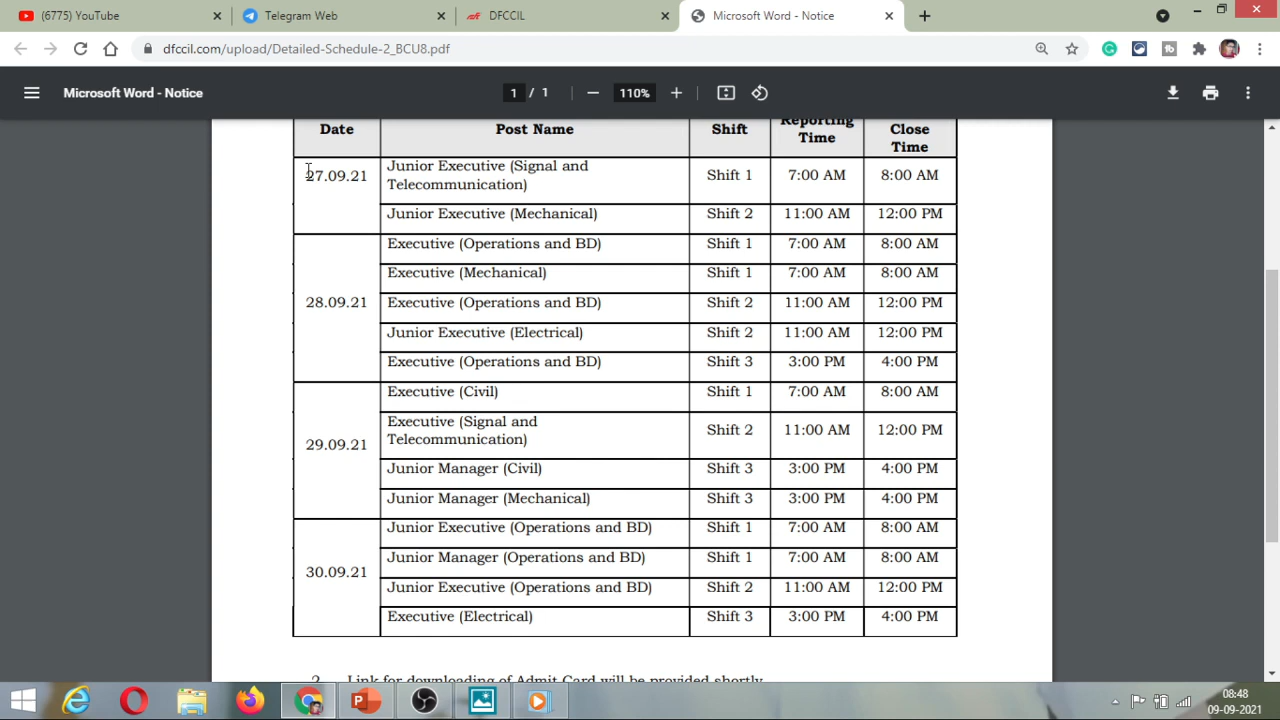 (6775) YouTube
Telegram Web
DFCCIL
Microsoft Word - Notice
dfccil.com/upload/Detailed-Schedule-2_BCU8.pdf
Microsoft Word - Notice
1 / 1
110%
Date Post Name Shift Reporting Time Close Time
27.09.21
Junior Executive (Signal and
Telecommunication) Shift 1 7:00 AM 8:00 AM
Junior Executive (Mechanical) Shift 2 11:00 AM 12:00 PM
28.09.21
Executive (Operations and BD) Shift 1 7:00 AM 8:00 AM
Executive (Mechanical) Shift 1 7:00 AM 8:00 AM
Executive (Operations and BD) Shift 2 11:00 AM 12:00 PM
Junior Executive (Electrical) Shift 2 11:00 AM 12:00 PM
Executive (Operations and BD) Shift 3 3:00 PM 4:00 PM
29.09.21
Executive (Civil) Shift 1 7:00 AM 8:00 AM
Executive (Signal and
Telecommunication) Shift 2 11:00 AM 12:00 PM
Junior Manager (Civil) Shift 3 3:00 PM 4:00 PM
Junior Manager (Mechanical) Shift 3 3:00 PM 4:00 PM
30.09.21
Junior Executive (Operations and BD) Shift 1 7:00 AM 8:00 AM
Junior Manager (Operations and BD) Shift 1 7:00 AM 8:00 AM
Junior Executive (Operations and BD) Shift 2 11:00 AM 12:00 PM
Executive (Electrical) Shift 3 3:00 PM 4:00 PM
2. Link for downloading of Admit Card will be provided shortly
08:48
09-09-2021